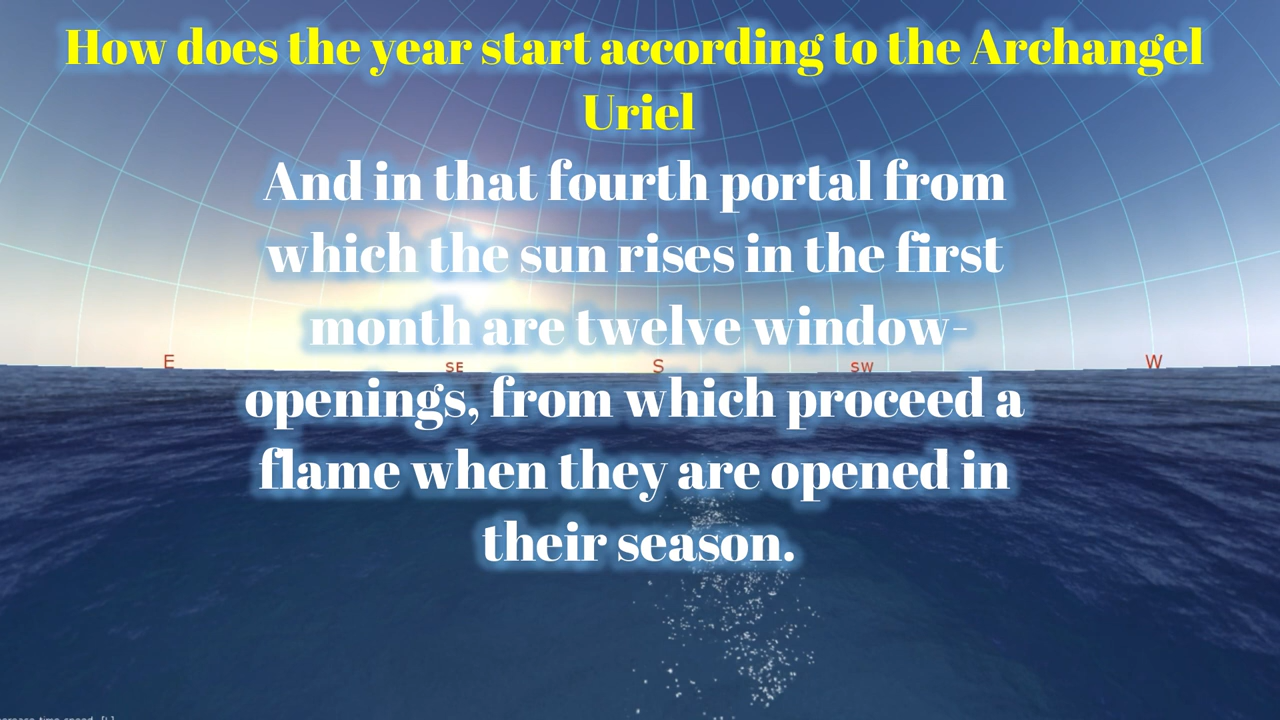 How does the year start according to the Archangel
Uriel
And in that fourth portal from
which the sun rises in the first
month are twelve window-
openings, from which proceed a
flame when they are opened in
their season.
E SE S SW W
time speed [L]